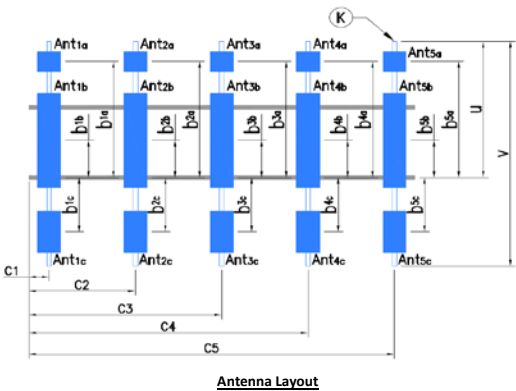 K
Ant1a Ant2a Ant3a Ant4a Ant5a
Ant1b Ant2b Ant3b Ant4b Ant5b
b1b b1a b2b b2a b3b b3a b4b b4a b5b b5a u v
b1c b2c b3c b4c b5c
Ant1c Ant2c Ant3c Ant4c Ant5c
C1
C2
C3
C4
C5
Antenna Layout